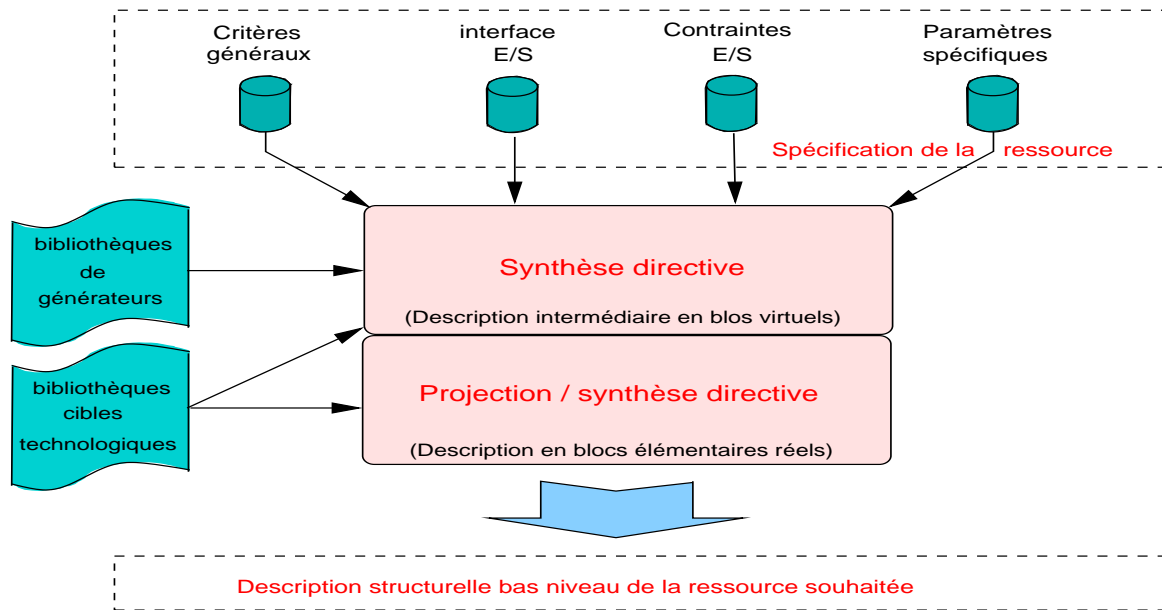 Critères
généraux
interface
E/S
Contraintes
E/S
Paramètres
spécifiques
Spécification de la ressource
bibliothèques
de
générateurs
Synthèse directive
(Description intermédiaire en blos virtuels)
bibliothèques
cibles
technologiques
Projection / synthèse directive
(Description en blocs élémentaires réels)
Description structurelle bas niveau de la ressource souhaitée